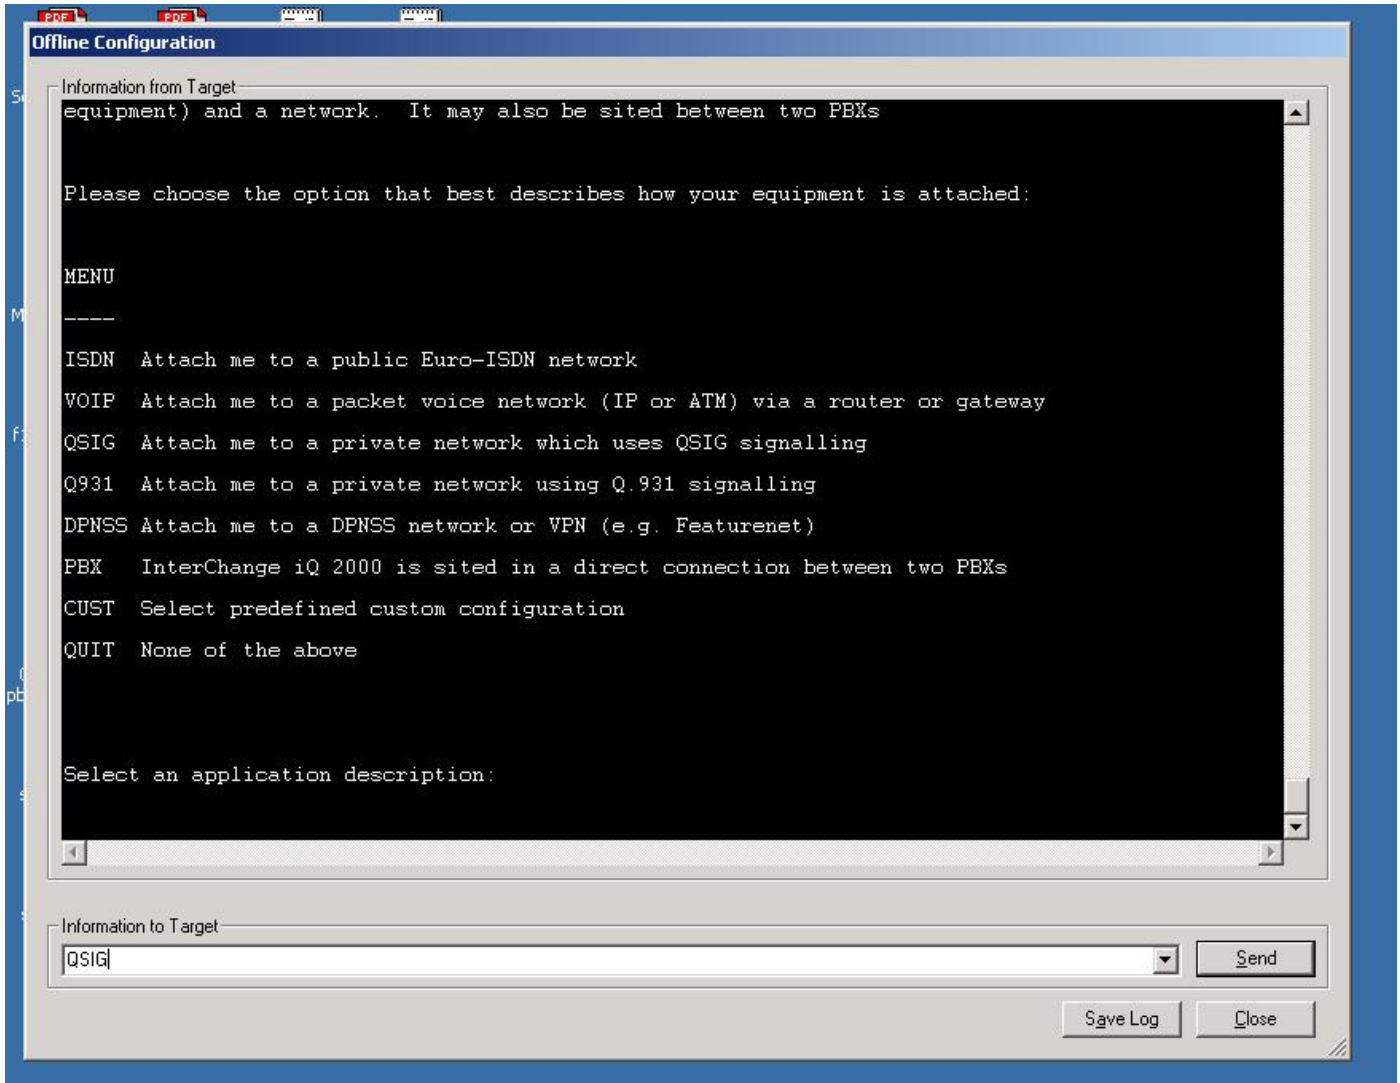 PDF PDF
Offline Configuration
Information from Target
equipment) and a network.  It may also be sited between two PBXs
Please choose the option that best describes how your equipment is attached:
MENU
----
ISDN  Attach me to a public Euro-ISDN network
VOIP  Attach me to a packet voice network (IP or ATM) via a router or gateway
QSIG  Attach me to a private network which uses QSIG signalling
Q931  Attach me to a private network using Q.931 signalling
DPNSS Attach me to a DPNSS network or VPN (e.g. Featurenet)
PBX   InterChange iQ 2000 is sited in a direct connection between two PBXs
CUST  Select predefined custom configuration
QUIT  None of the above
Select an application description:
Information to Target
QSIG
Send
Save Log
Close